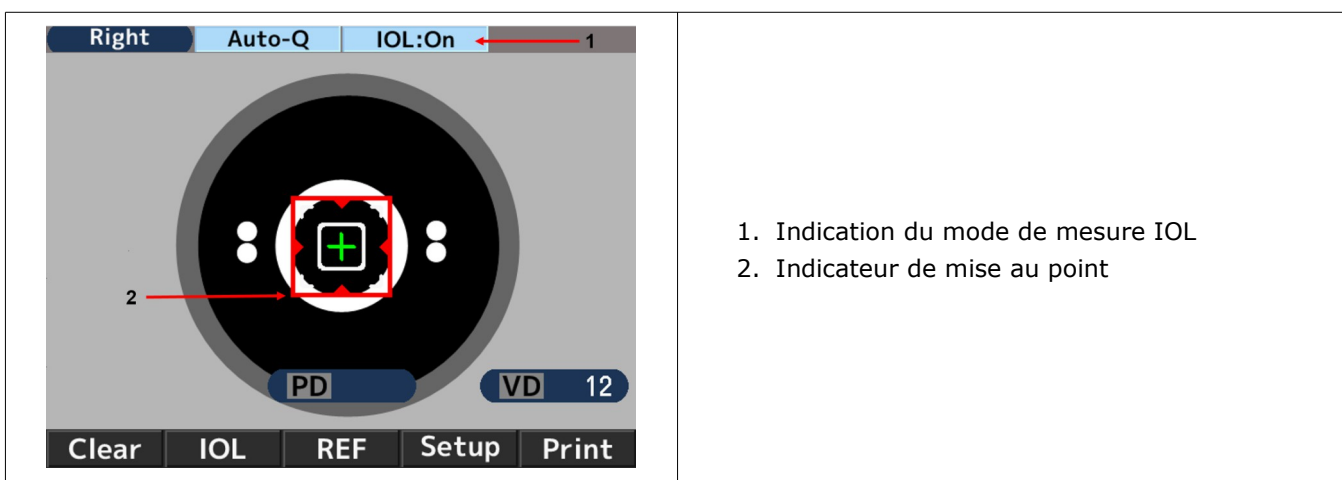 Right Auto-Q IOL:On 1
2
PD VD 12
Clear IOL REF Setup Print
1. Indication du mode de mesure IOL
2. Indicateur de mise au point